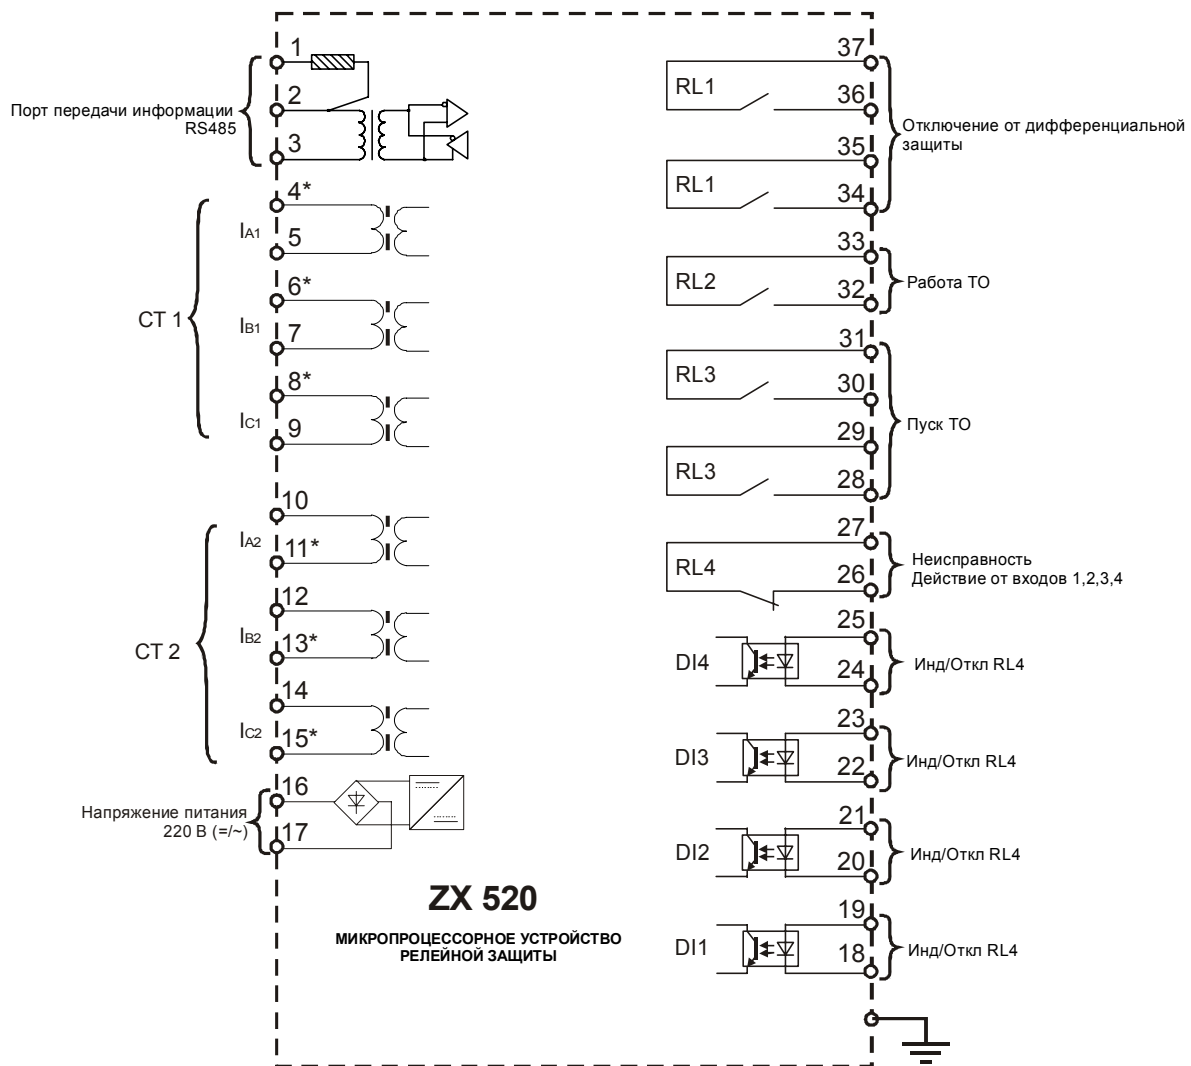 1
2
3
Порт передачи информации
RS485
4*
IA1
5
6*
IB1
7
8*
IC1
9
CT 1
10
IA2
11*
12
IB2
13*
14
IC2
15*
CT 2
16
Напряжение питания
220 В (=/~)
17
ZX 520
МИКРОПРОЦЕССОРНОЕ УСТРОЙСТВО
РЕЛЕЙНОЙ ЗАЩИТЫ
37
RL1
36
Отключение от дифференциальной
защиты
35
RL1
34
33
RL2
32
Работа ТО
31
RL3
30
29
Пуск ТО
RL3
28
27
RL4
26
Неисправность
Действие от входов 1,2,3,4
25
DI4
24
Инд/Откл RL4
23
DI3
22
Инд/Откл RL4
21
DI2
20
Инд/Откл RL4
19
DI1
18
Инд/Откл RL4